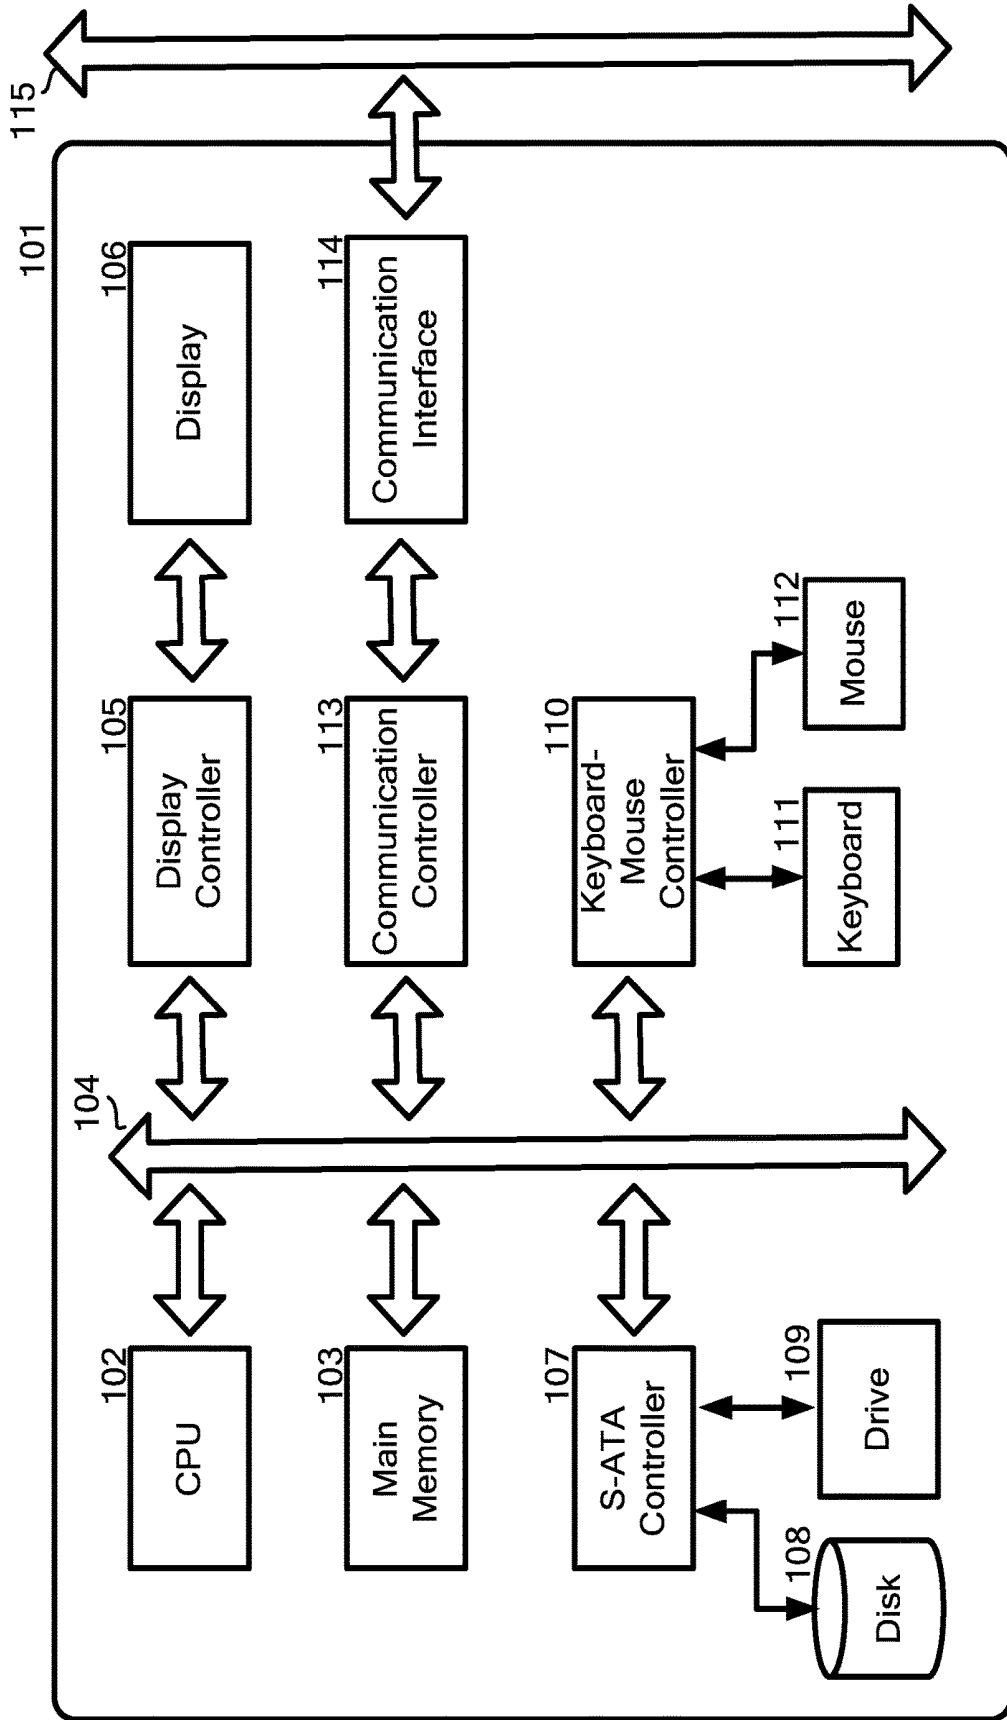 101
115
102
CPU
104
105
Display
Controller
106
Display
103
Main
Memory
113
Communication
Controller
114
Communication
Interface
107
S-ATA
Controller
110
Keyboard-
Mouse
Controller
108
Disk
109
Drive
111
Keyboard
112
Mouse